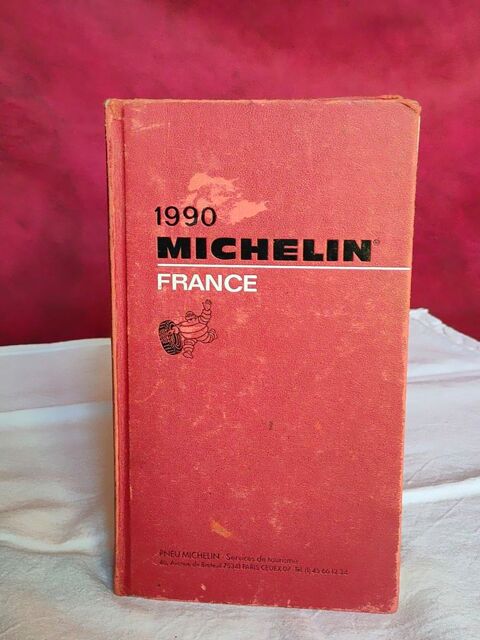 1990
MICHELIN®
FRANCE
PNEU MICHELIN - Services de tourisme
46, Avenue de Breteuil 75341 PARIS CEDEX 07 - Tél. (1) 45 66 12 34